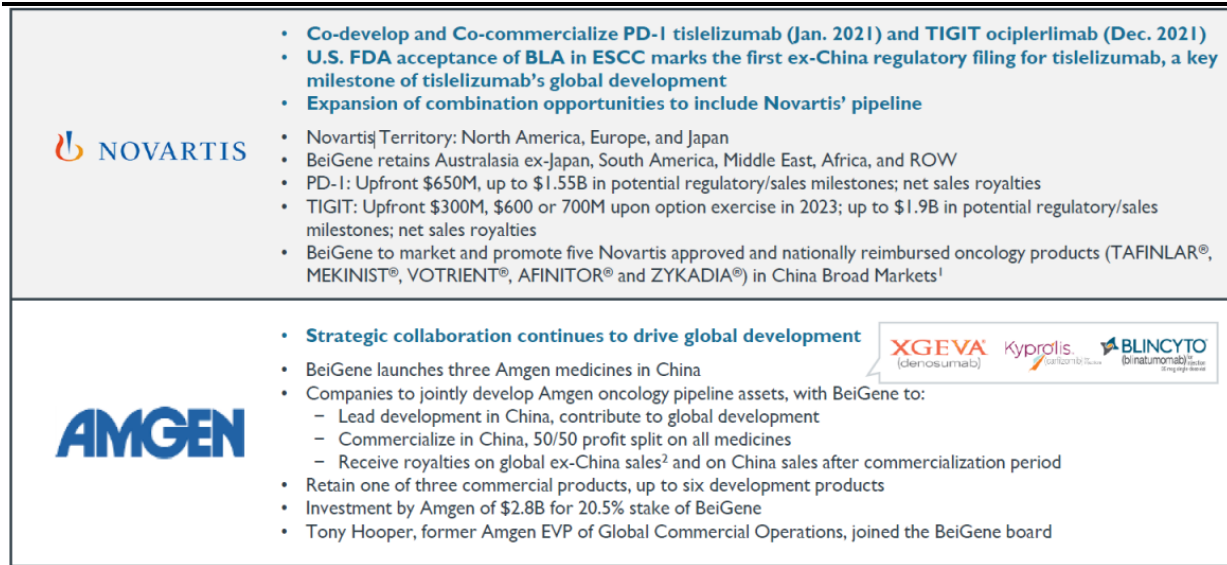 • Co-develop and Co-commercialize PD-1 tislelizumab (Jan. 2021) and TIGIT ociplerlimab (Dec. 2021)
• U.S. FDA acceptance of BLA in ESCC marks the first ex-China regulatory filing for tislelizumab, a key
milestone of tislelizumab's global development
• Expansion of combination opportunities to include Novartis' pipeline
NOVARTIS
• Novartis Territory: North America, Europe, and Japan
• BeiGene retains Australasia ex-Japan, South America, Middle East, Africa, and ROW
• PD-1: Upfront $650M, up to $1.55B in potential regulatory/sales milestones; net sales royalties
• TIGIT: Upfront $300M, $600 or 700M upon option exercise in 2023; up to $1.9B in potential regulatory/sales
milestones; net sales royalties
• BeiGene to market and promote five Novartis approved and nationally reimbursed oncology products (TAFINLAR®,
MEKINIST®, VOTRIENT®, AFINITOR® and ZYKADIA®) in China Broad Markets¹
• Strategic collaboration continues to drive global development
XGEVA®
(denosumab)
Kyprolis.
(carfilzomib)
BLINCYTO®
(blinatumomab)
AMGEN
• BeiGene launches three Amgen medicines in China
• Companies to jointly develop Amgen oncology pipeline assets, with BeiGene to:
– Lead development in China, contribute to global development
– Commercialize in China, 50/50 profit split on all medicines
– Receive royalties on global ex-China sales² and on China sales after commercialization period
• Retain one of three commercial products, up to six development products
• Investment by Amgen of $2.8B for 20.5% stake of BeiGene
• Tony Hooper, former Amgen EVP of Global Commercial Operations, joined the BeiGene board